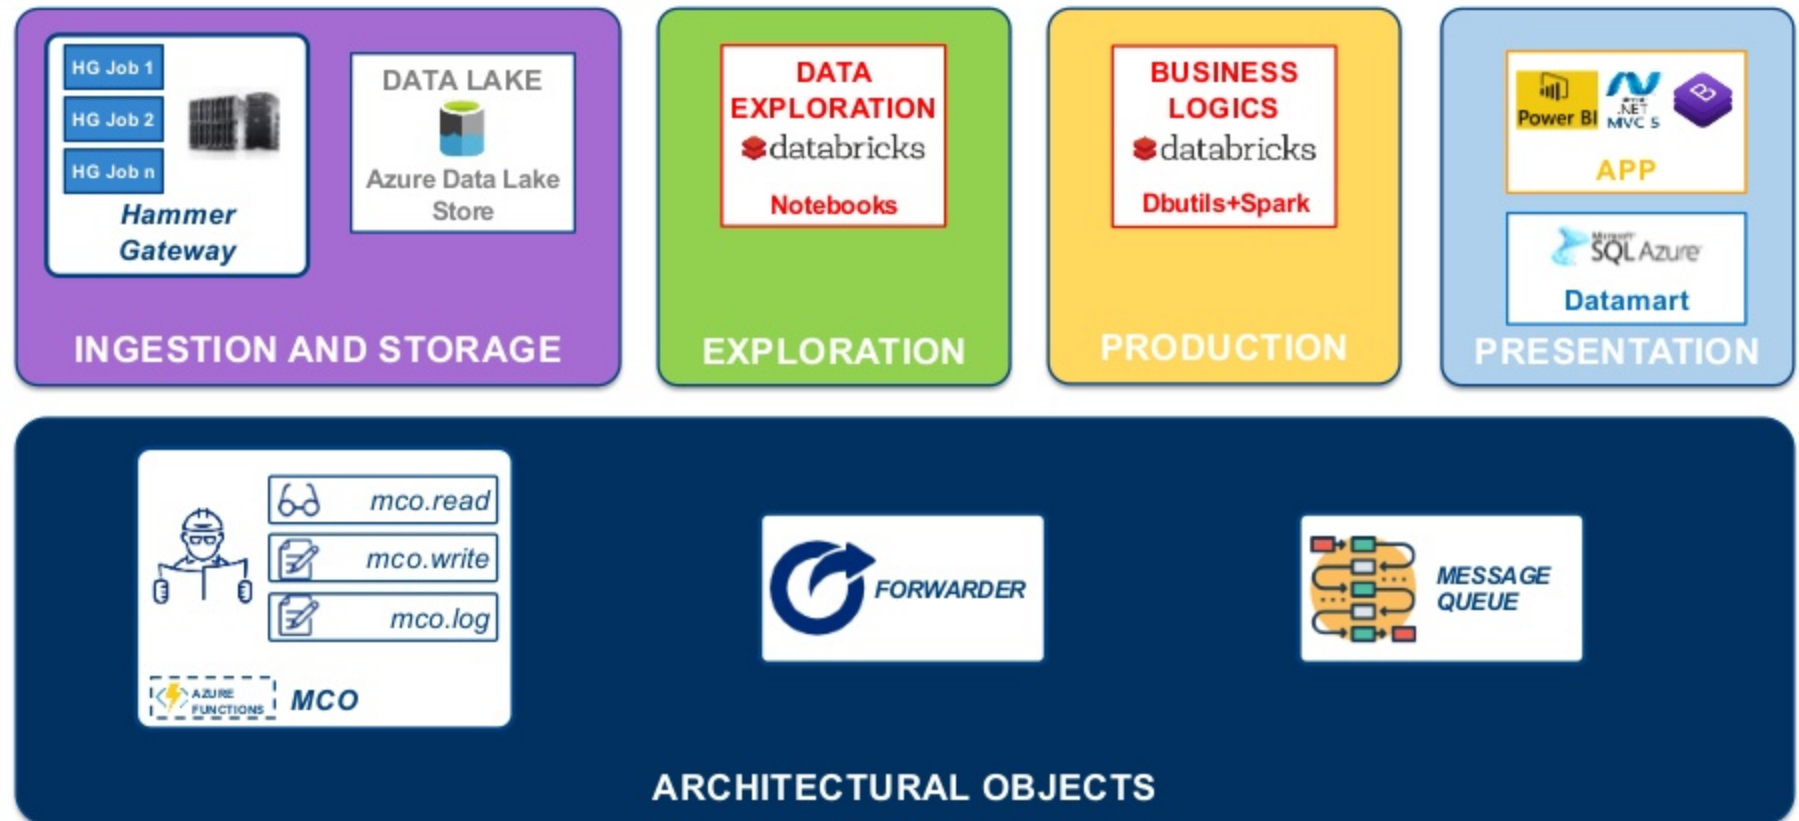 HG Job 1
HG Job 2
HG Job n
Hammer
Gateway
DATA LAKE
Azure Data Lake
Store
INGESTION AND STORAGE
DATA
EXPLORATION
databricks
Notebooks
EXPLORATION
BUSINESS
LOGICS
databricks
Dbutils+Spark
PRODUCTION
Power BI
.NET
MVC 5
B
APP
Microsoft
SQL Azure
Datamart
PRESENTATION
mco.read
mco.write
mco.log
AZURE
FUNCTIONS
MCO
FORWARDER
MESSAGE
QUEUE
ARCHITECTURAL OBJECTS